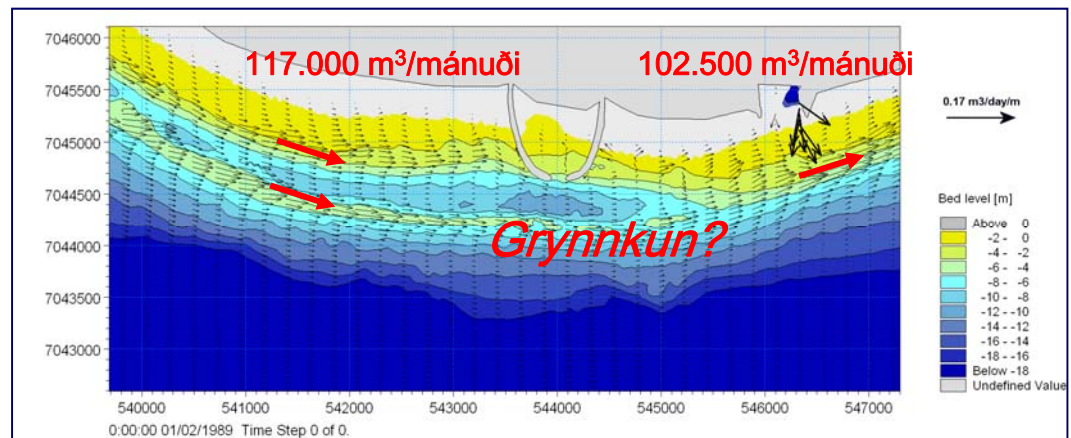 117.000 m³/mánuði
102.500 m³/mánuði
Grynnkun?
7046000
7045500
7045000
7044500
7044000
7043500
7043000
540000 541000 542000 543000 544000 545000 546000 547000
0:00:00 01/02/1989 Time Step 0 of 0.
0.17 m3/day/m
Bed level [m]
Above 0
-2 - 0
-4 - -2
-6 - -4
-8 - -6
-10 - -8
-12 - -10
-14 - -12
-16 - -14
-18 - -16
Below -18
Undefined Value